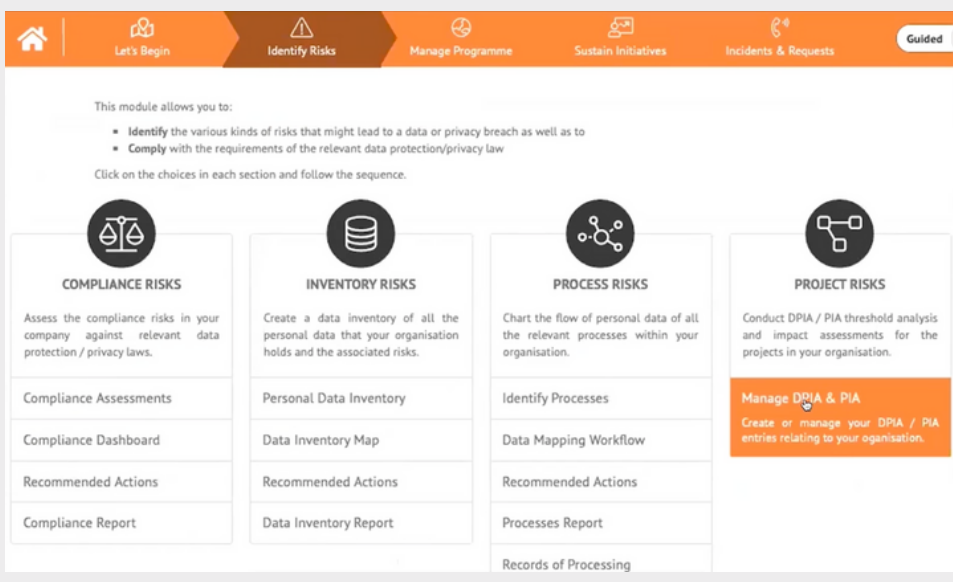 Let's Begin
Identify Risks
Manage Programme
Sustain Initiatives
Incidents & Requests
Guided
This module allows you to:
Identify the various kinds of risks that might lead to a data or privacy breach as well as to
Comply with the requirements of the relevant data protection/privacy law
Click on the choices in each section and follow the sequence.
COMPLIANCE RISKS
Assess the compliance risks in your
company against relevant data
protection / privacy laws.
Compliance Assessments
Compliance Dashboard
Recommended Actions
Compliance Report
INVENTORY RISKS
Create a data inventory of all the
personal data that your organisation
holds and the associated risks.
Personal Data Inventory
Data Inventory Map
Recommended Actions
Data Inventory Report
PROCESS RISKS
Chart the flow of personal data of all
the relevant processes within your
organisation.
Identify Processes
Data Mapping Workflow
Recommended Actions
Processes Report
Records of Processing
PROJECT RISKS
Conduct DPIA / PIA threshold analysis
and impact assessments for the
projects in your organisation.
Manage DPIA & PIA
Create or manage your DPIA / PIA
entries relating to your oganisation.